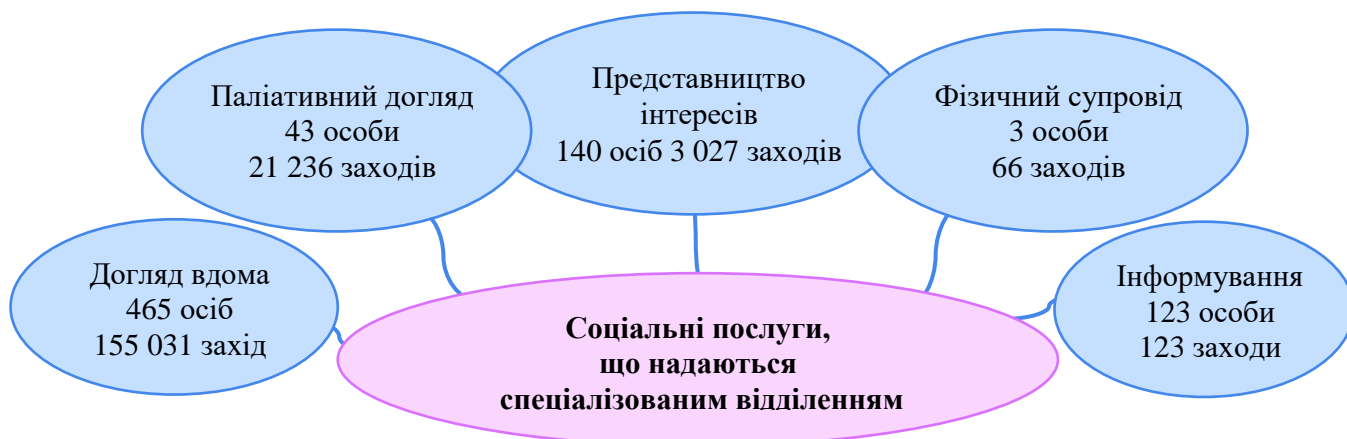 Паліативний догляд
43 особи
21 236 заходів
Представництво
інтересів
140 осіб 3 027 заходів
Фізичний супровід
3 особи
66 заходів
Догляд вдома
465 осіб
155 031 захід
Інформування
123 особи
123 заходи
Соціальні послуги,
що надаються
спеціалізованим відділенням